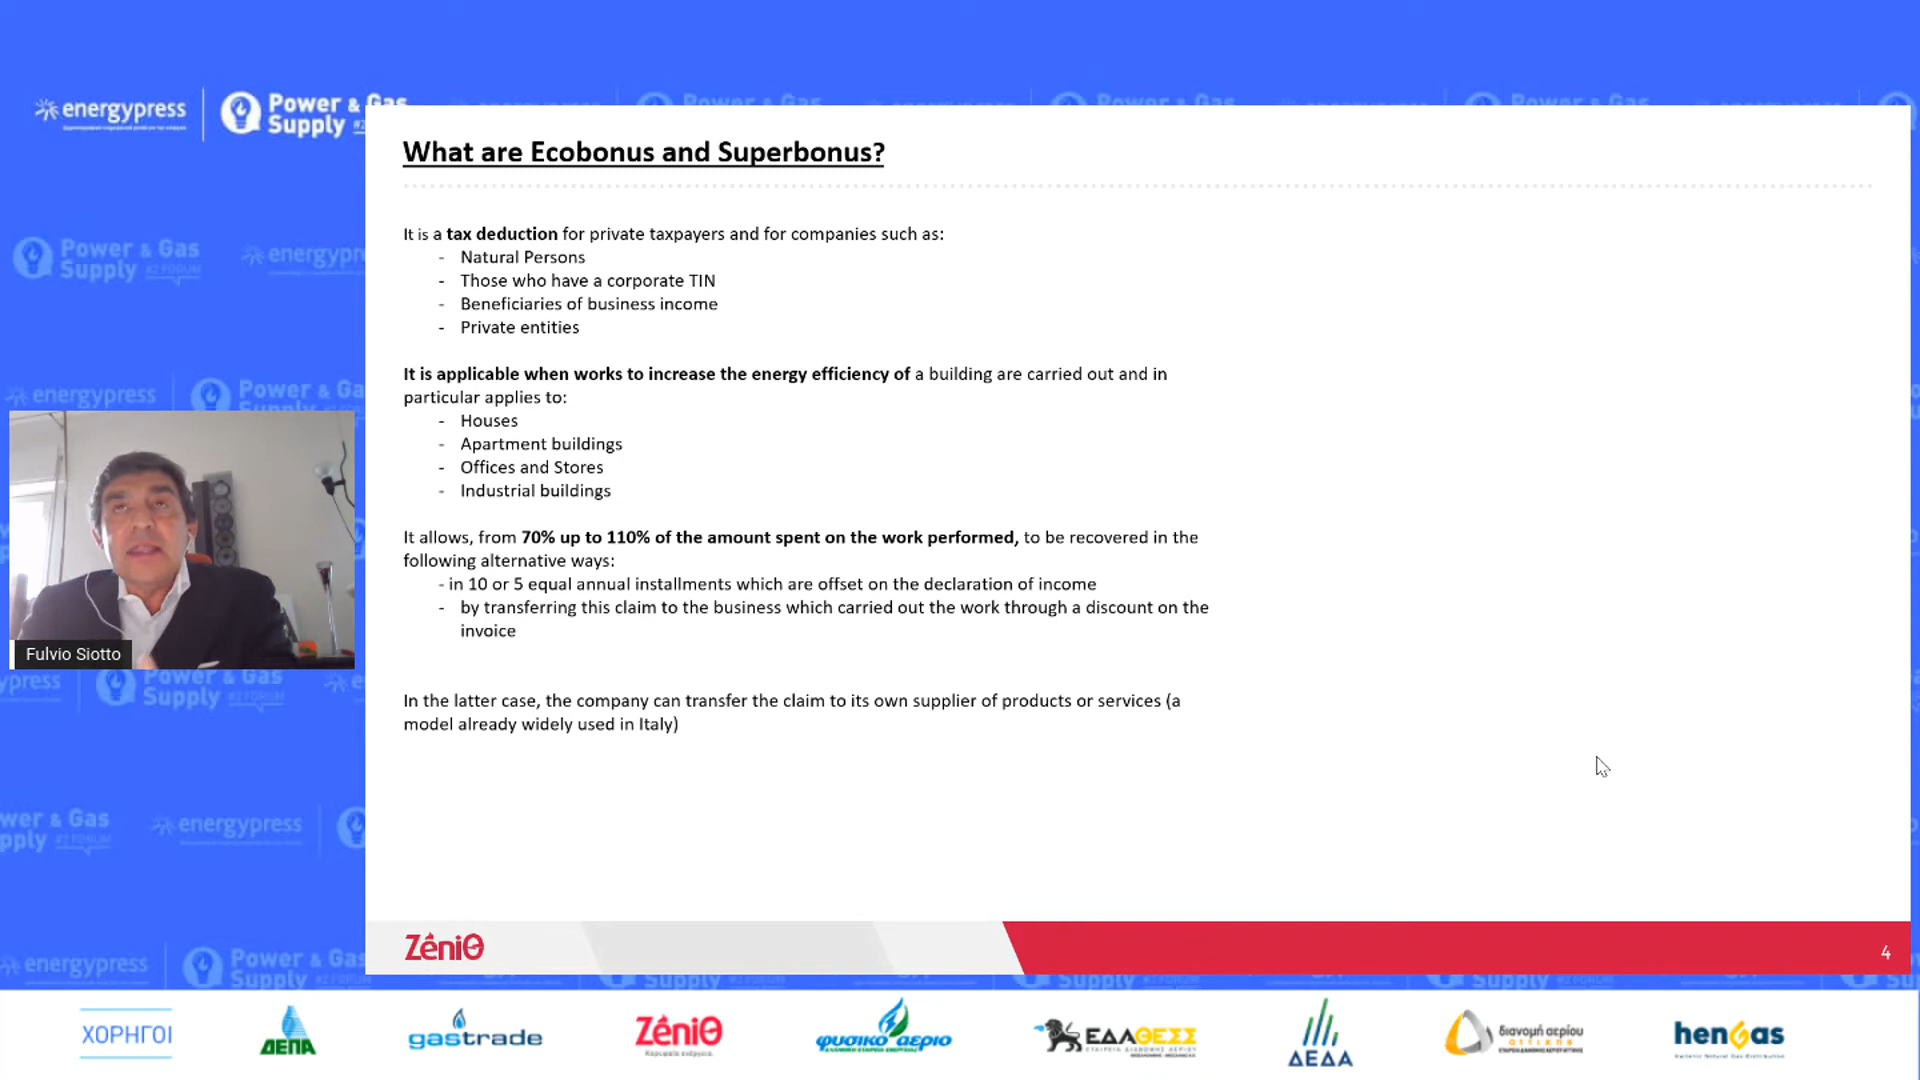 energypress
Power & Gas
Supply
What are Ecobonus and Superbonus?
It is a tax deduction for private taxpayers and for companies such as:
- Natural Persons
- Those who have a corporate TIN
- Beneficiaries of business income
- Private entities
It is applicable when works to increase the energy efficiency of a building are carried out and in
particular applies to:
- Houses
- Apartment buildings
- Offices and Stores
- Industrial buildings
It allows, from 70% up to 110% of the amount spent on the work performed, to be recovered in the
following alternative ways:
- in 10 or 5 equal annual installments which are offset on the declaration of income
- by transferring this claim to the business which carried out the work through a discount on the
invoice
In the latter case, the company can transfer the claim to its own supplier of products or services (a
model already widely used in Italy)
Fulvio Siotto
ZéniΘ
4
ΧΟΡΗΓΟΙ
ΔΕΠΑ
gastrade
ZéniΘ
φυσικό αέριο
ΕΔΑΘΕΣΣ
ΔΕΔΑ
διανομή αερίου
αττικής
hengas